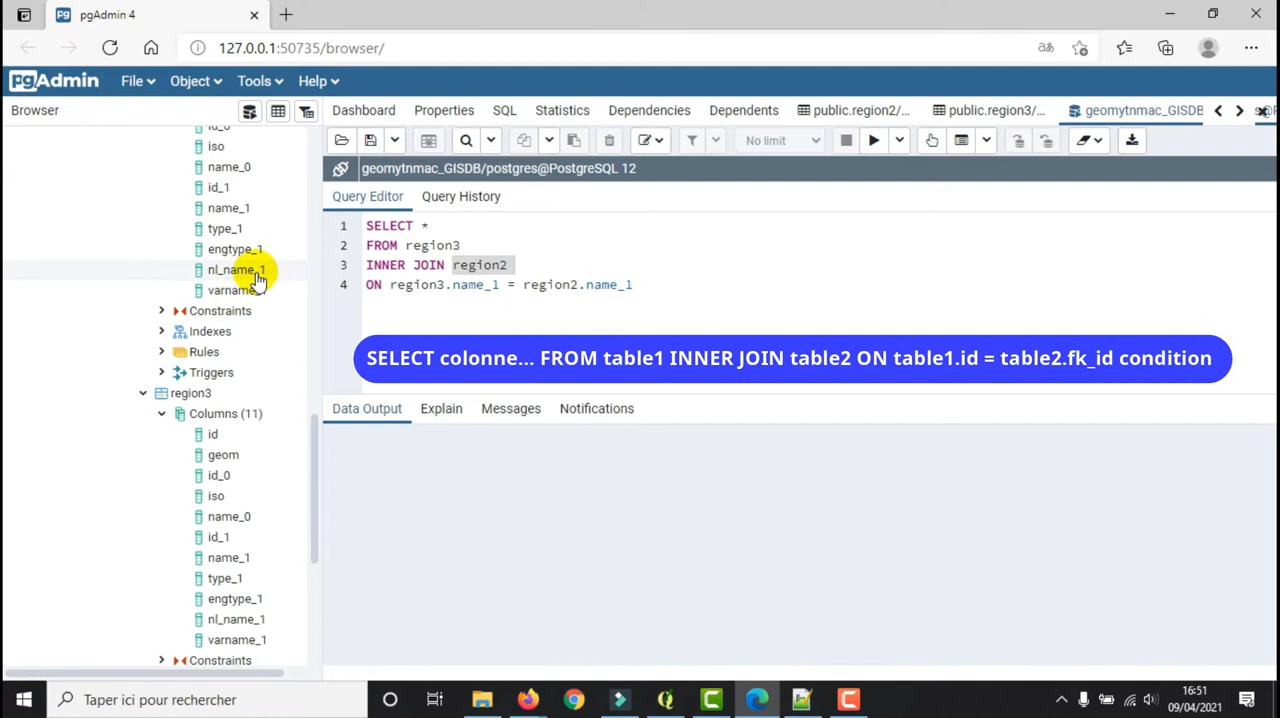 pgAdmin 4
127.0.0.1:50735/browser/
pgAdmin File Object Tools Help
Browser
Dashboard Properties SQL Statistics Dependencies Dependents public.region2/... public.region3/... geomytnmac_GISDB
No limit
geomytnmac_GISDB/postgres@PostgreSQL 12
Query Editor Query History
id_0
iso
name_0
id_1
name_1
type_1
engtype_1
nl_name_1
Constraints
Indexes
Rules
Triggers
region3
Columns (11)
id
geom
id_0
iso
name_0
id_1
name_1
type_1
engtype_1
nl_name_1
varname_1
Constraints
1 SELECT *
2 FROM region3
3 INNER JOIN region2
4 ON region3.name_1 = region2.name_1
SELECT colonne... FROM table1 INNER JOIN table2 ON table1.id = table2.fk_id condition
Data Output Explain Messages Notifications
Taper ici pour rechercher
16:51
09/04/2021